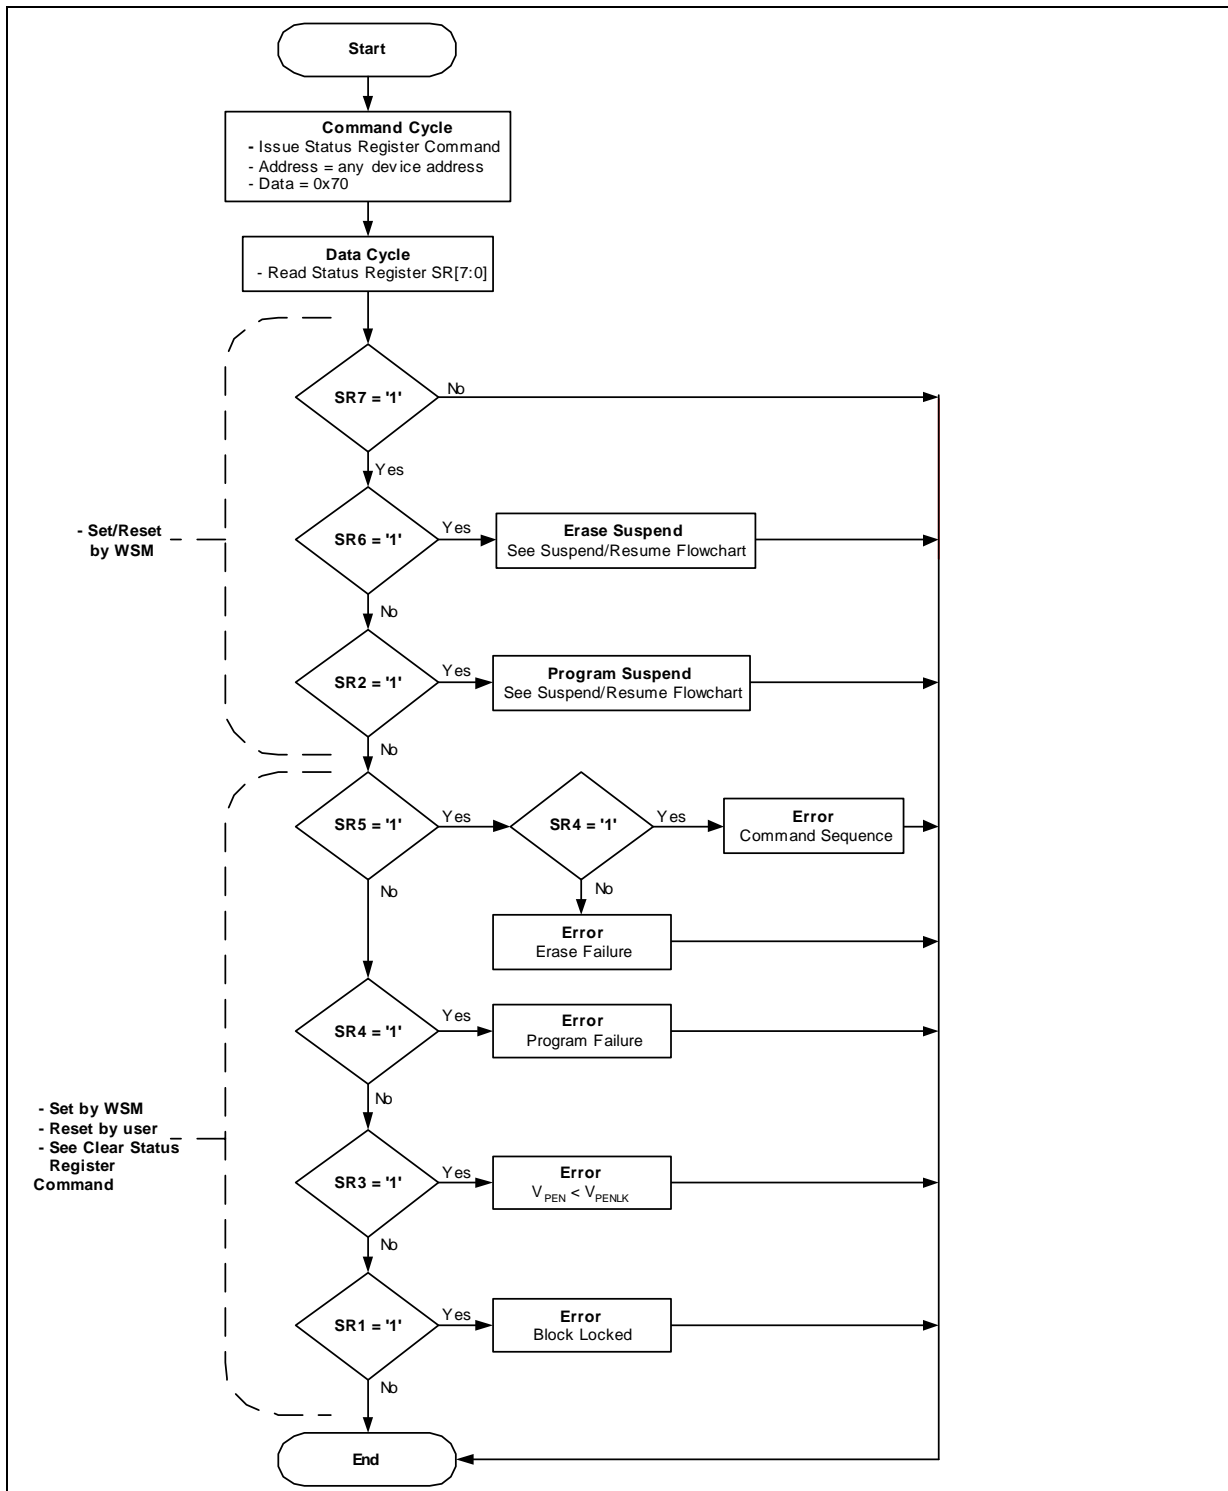 Start
Command Cycle
- Issue Status Register Command
- Address = any device address
- Data = 0x70
Data Cycle
- Read Status Register SR[7:0]
SR7 = '1'
No
Yes
- Set/Reset
by WSM
SR6 = '1'
Yes
Erase Suspend
See Suspend/Resume Flowchart
No
SR2 = '1'
Yes
Program Suspend
See Suspend/Resume Flowchart
No
SR5 = '1'
Yes
SR4 = '1'
Yes
Error
Command Sequence
No
No
Error
Erase Failure
SR4 = '1'
Yes
Error
Program Failure
No
- Set by WSM
- Reset by user
- See Clear Status
Register
Command
SR3 = '1'
Yes
Error
VPEN < VPENLK
No
SR1 = '1'
Yes
Error
Block Locked
No
End